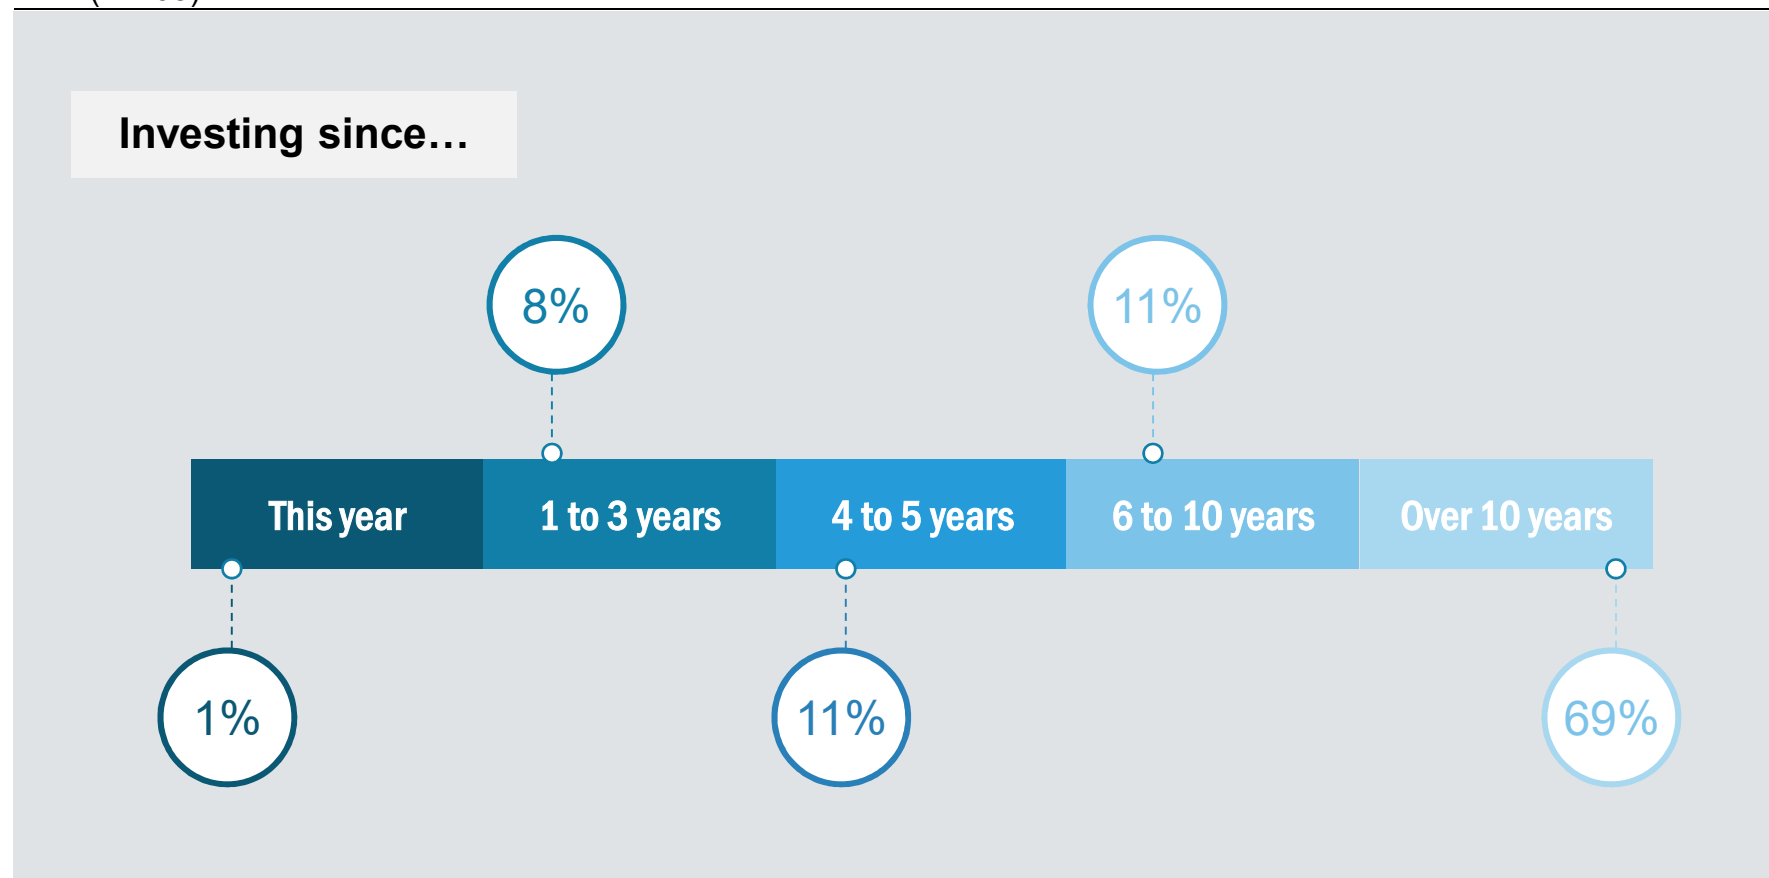 Investing since…
8%
11%
This year
1 to 3 years
4 to 5 years
6 to 10 years
Over 10 years
1%
11%
69%